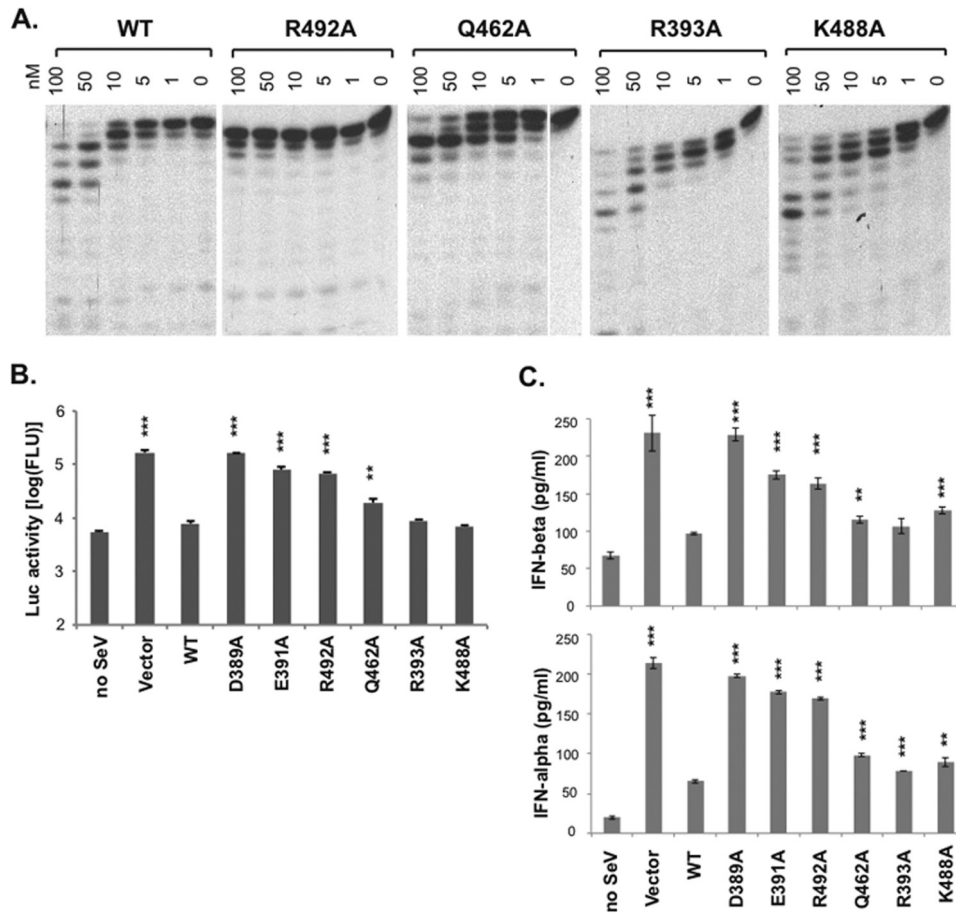 A.
WT R492A Q462A R393A K488A
nM 100 50 10 5 1 0 100 50 10 5 1 0 100 50 10 5 1 0 100 50 10 5 1 0 100 50 10 5 1 0
B.
Luc activity [log(FLU)]
6
5
4
3
2
*** *** *** *** **
no SeV Vector WT D389A E391A R492A Q462A R393A K488A
C.
IFN-beta (pg/ml)
250
200
150
100
50
0
*** *** *** *** ** ***
IFN-alpha (pg/ml)
250
200
150
100
50
0
*** *** *** *** *** *** **
no SeV Vector WT D389A E391A R492A Q462A R393A K488A